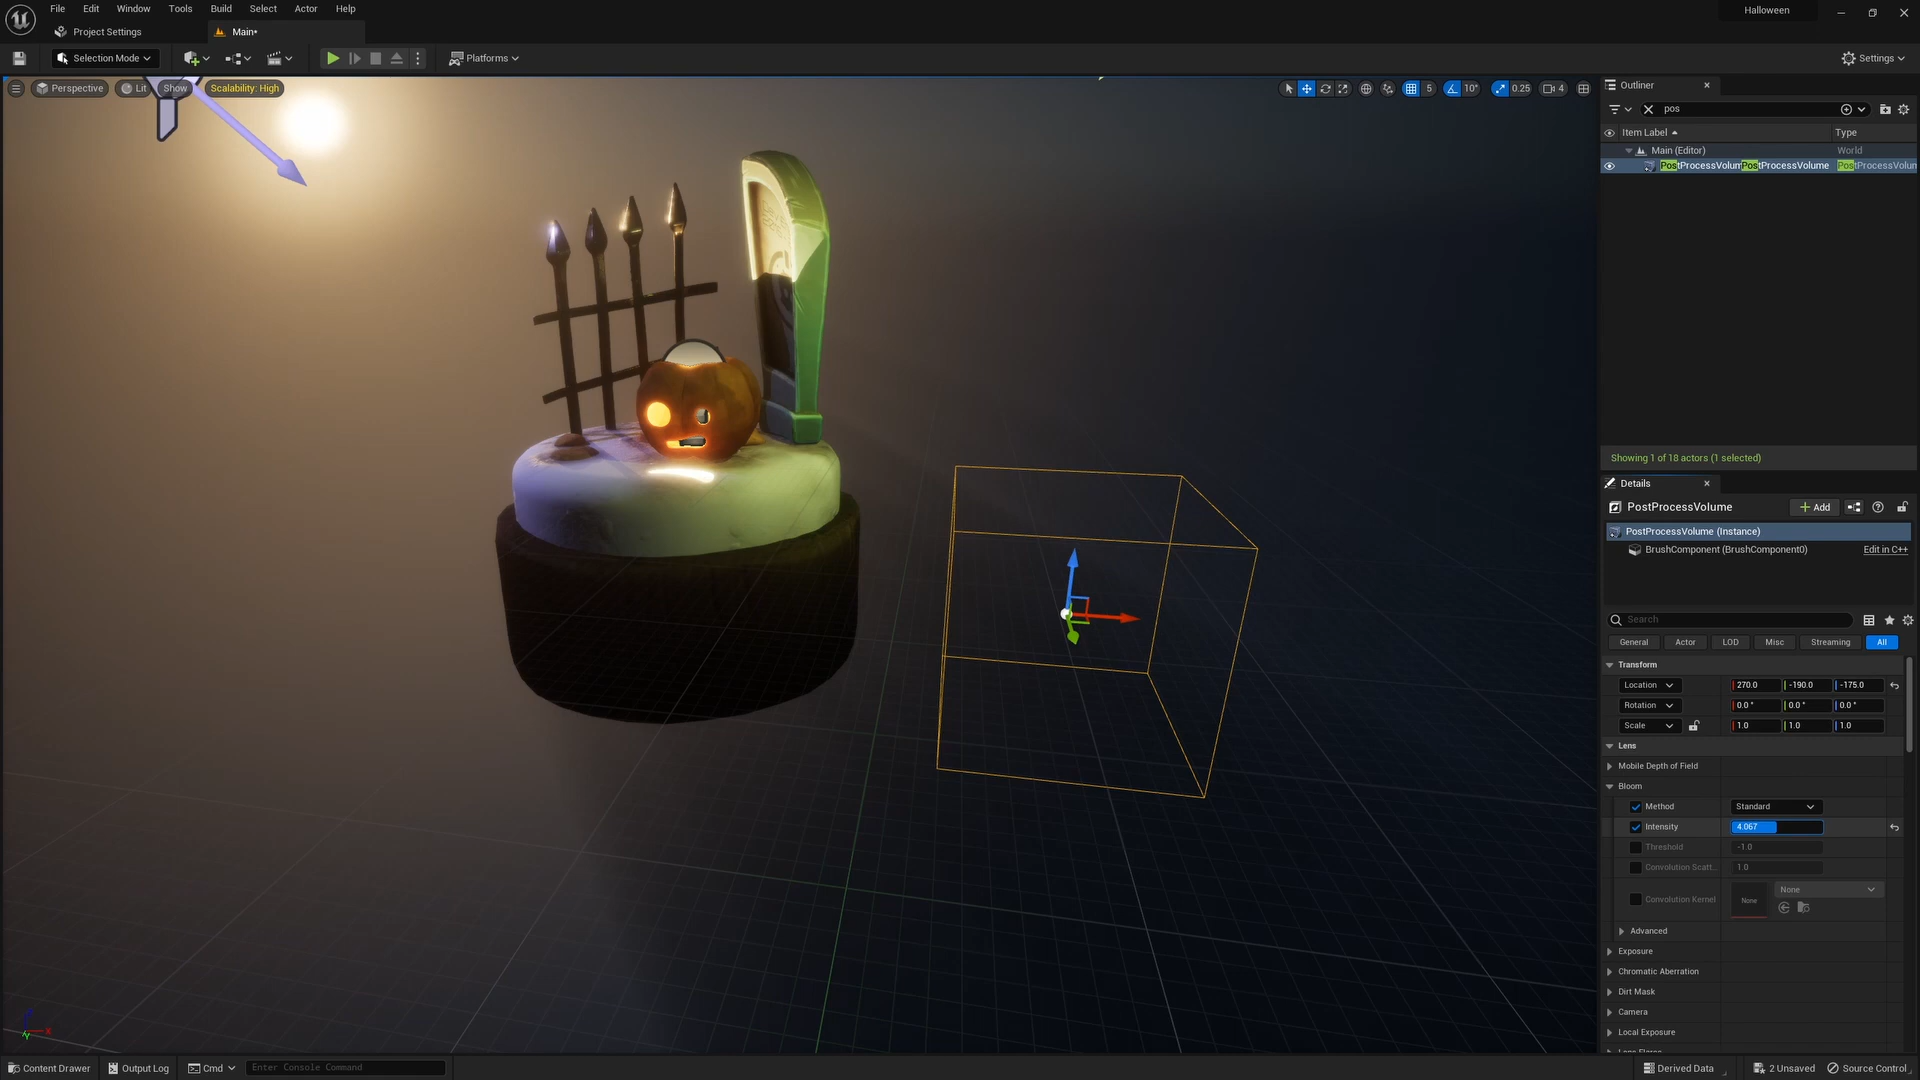 File Edit Window Tools Build Select Actor Help
Halloween
Project Settings
Main•
Selection Mode
Platforms
Settings
Perspective
Lit
Show
Scalability: High
5
10°
0.25
4
Outliner
pos
Item Label
Type
Main (Editor)
World
PostProcessVolumPostProcessVolume
PostProcessVolum
Showing 1 of 18 actors (1 selected)
Details
PostProcessVolume
Add
PostProcessVolume (Instance)
BrushComponent (BrushComponent0)
Edit in C++
Search
General
Actor
LOD
Misc
Streaming
All
Transform
Location
270.0
-190.0
-175.0
Rotation
0.0 °
0.0 °
0.0 °
Scale
1.0
1.0
1.0
Lens
Mobile Depth of Field
Bloom
Method
Standard
Intensity
4.067
Threshold
-1.0
Convolution Scatt..
1.0
Convolution Kernel
None
None
Advanced
Exposure
Chromatic Aberration
Dirt Mask
Camera
Local Exposure
X
Content Drawer
Output Log
Cmd
Enter Console Command
Derived Data
2 Unsaved
Source Control